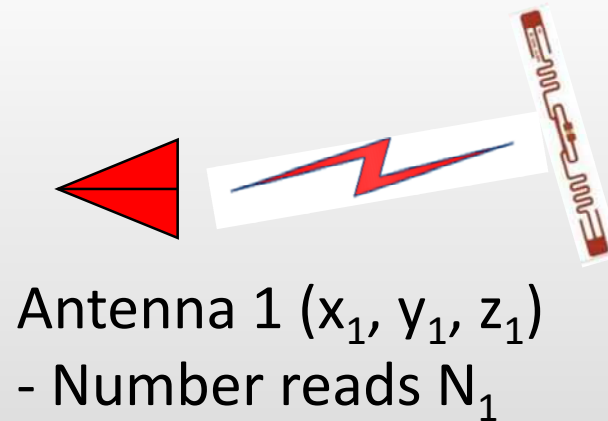 Antenna 1 (x₁, y₁, z₁)
- Number reads N₁